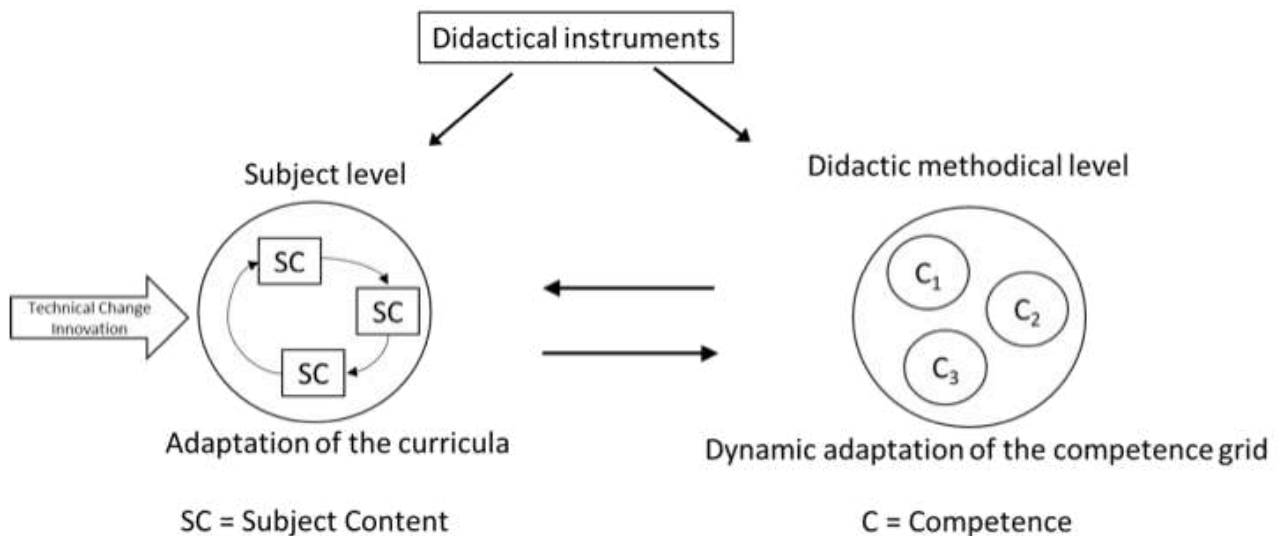 Didactical instruments
Subject level
Didactic methodical level
SC
SC
SC
Technical Change
Innovation
C₁
C₂
C₃
Adaptation of the curricula
Dynamic adaptation of the competence grid
SC = Subject Content
C = Competence